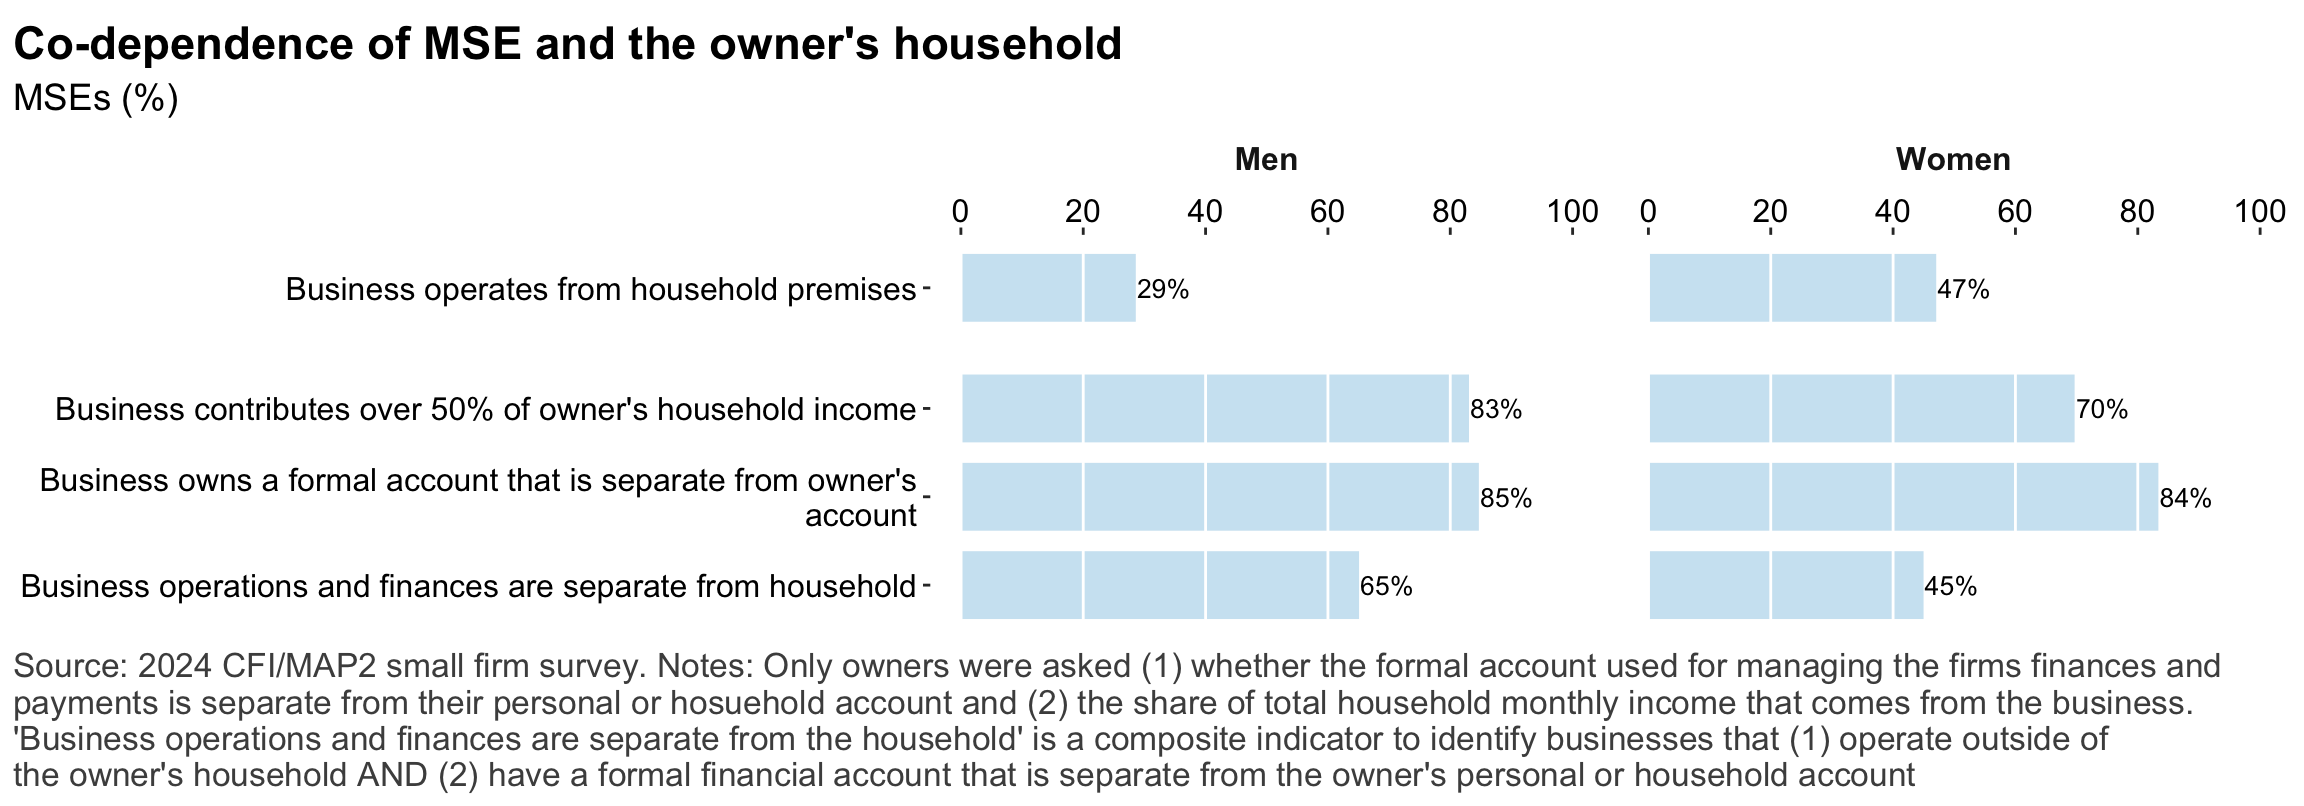 Co-dependence of MSE and the owner's household
MSEs (%)
Men
Women
0 20 40 60 80 100 0 20 40 60 80 100
Business operates from household premises 29% 47%
Business contributes over 50% of owner's household income 83% 70%
Business owns a formal account that is separate from owner's
account 85% 84%
Business operations and finances are separate from household 65% 45%
Source: 2024 CFI/MAP2 small firm survey. Notes: Only owners were asked (1) whether the formal account used for managing the firms finances and
payments is separate from their personal or hosuehold account and (2) the share of total household monthly income that comes from the business.
'Business operations and finances are separate from the household' is a composite indicator to identify businesses that (1) operate outside of
the owner's household AND (2) have a formal financial account that is separate from the owner's personal or household account